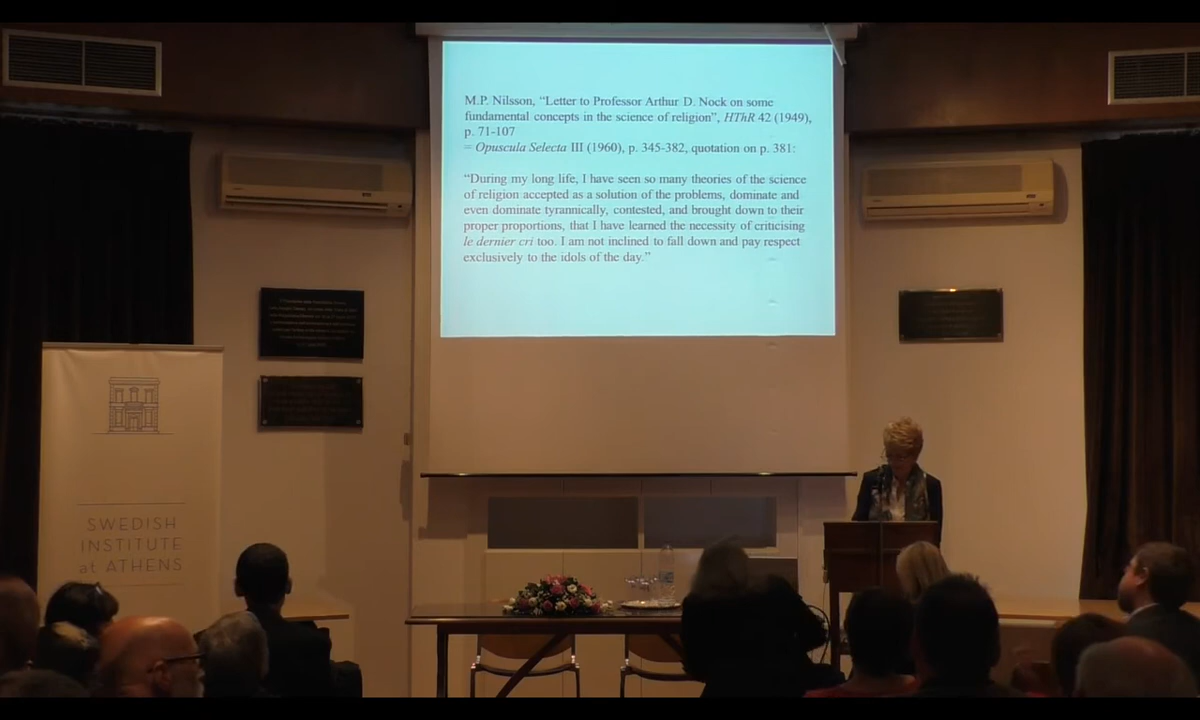 M.P. Nilsson, “Letter to Professor Arthur D. Nock on some
fundamental concepts in the science of religion”, HThR 42 (1949),
p. 71-107
= Opuscula Selecta III (1960), p. 345-382, quotation on p. 381:
“During my long life, I have seen so many theories of the science
of religion accepted as a solution of the problems, dominate and
even dominate tyrannically, contested, and brought down to their
proper proportions, that I have learned the necessity of criticising
le dernier cri too. I am not inclined to fall down and pay respect
exclusively to the idols of the day.”
SWEDISH
INSTITUTE
at ATHENS